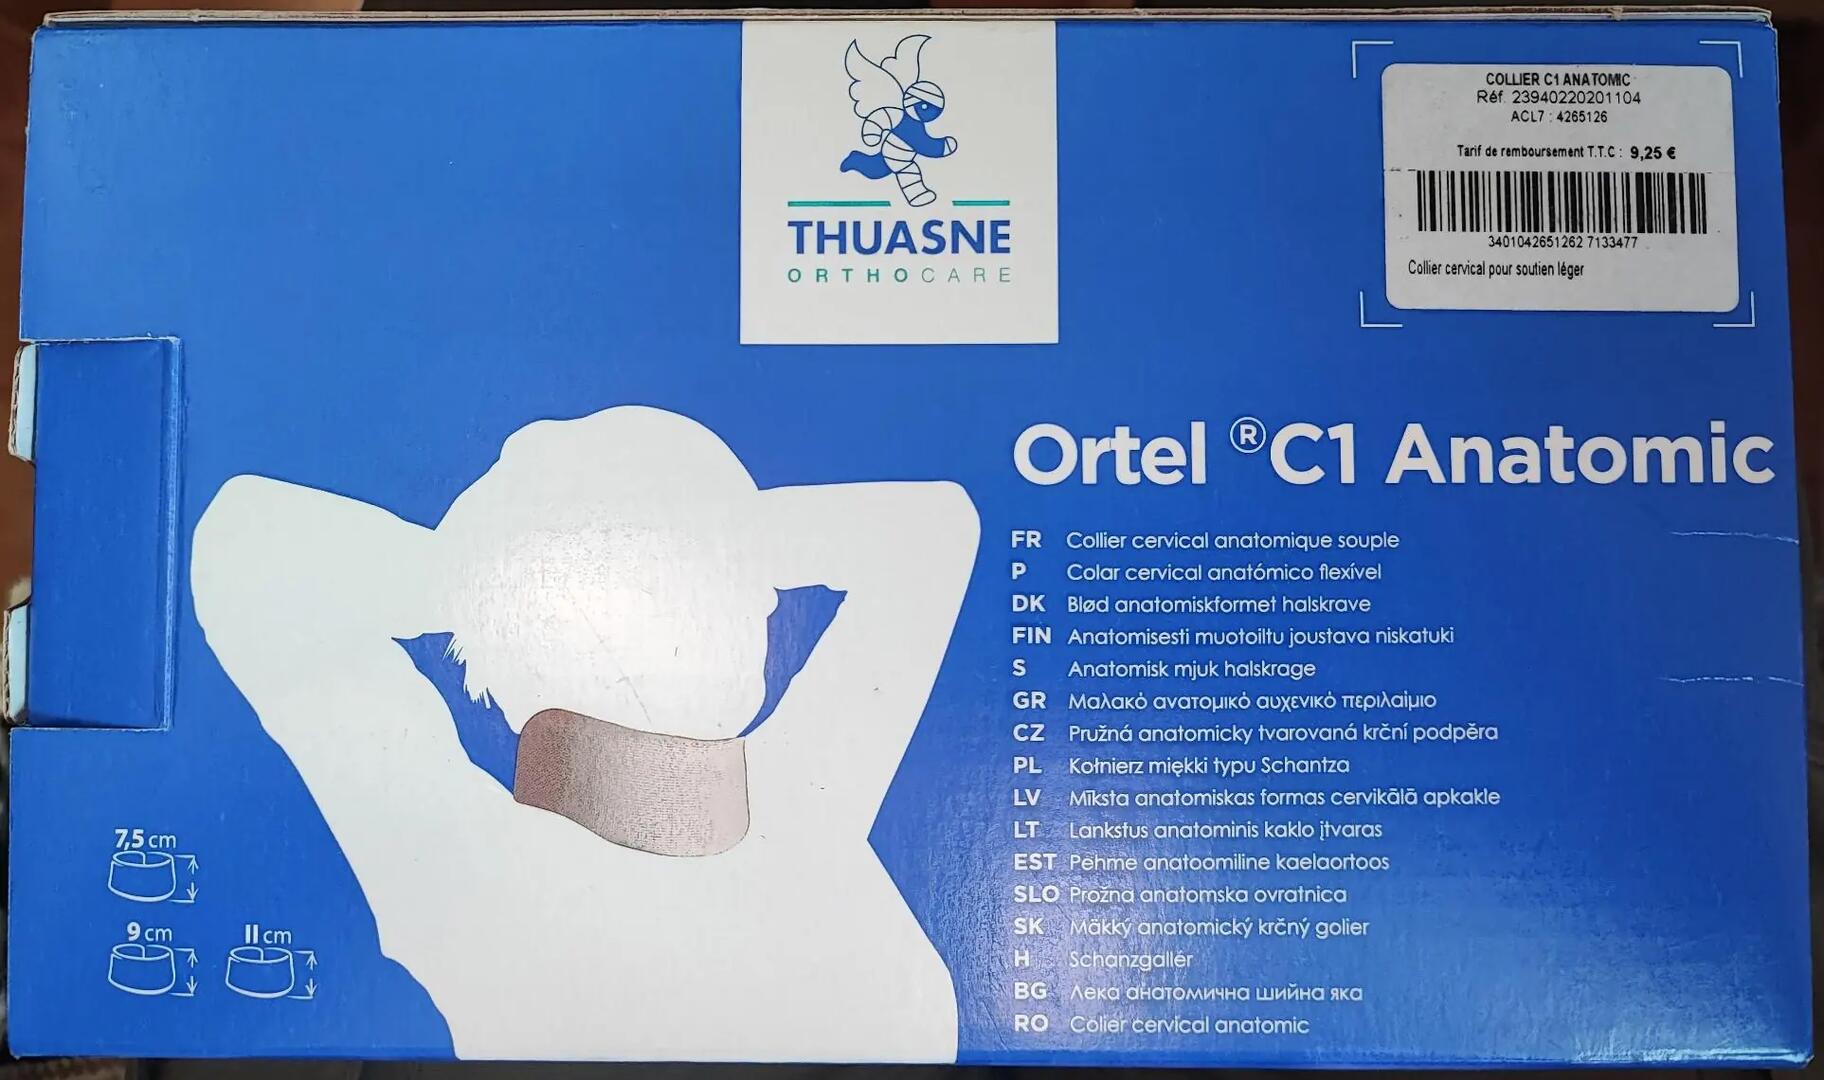 THUASNE
ORTHOCARE
COLLIER C1 ANATOMIC
Réf. 23940220201104
ACL7 : 4265126
Tarif de remboursement T.T.C : 9,25 €
3401042651262 7133477
Collier cervical pour soutien léger
Ortel ®C1 Anatomic
FR Collier cervical anatomique souple
P Colar cervical anatómico flexível
DK Blød anatomiskformet halskrave
FIN Anatomisesti muotoiltu joustava niskatuki
S Anatomisk mjuk halskrage
GR Μαλακό ανατομικό αυχενικό περιλαίμιο
CZ Pružná anatomicky tvarovaná krční podpěra
PL Kołnierz miękki typu Schantza
LV Mīksta anatomiskas formas cervikālā apkakle
LT Lankstus anatominis kaklo įtvaras
EST Pehme anatoomiline kaelaortoos
SLO Prožna anatomska ovratnica
SK Mäkký anatomický krčný golier
H Schanzgallér
BG Лека анатомична шийна яка
RO Colier cervical anatomic
7,5 cm
9 cm
11 cm